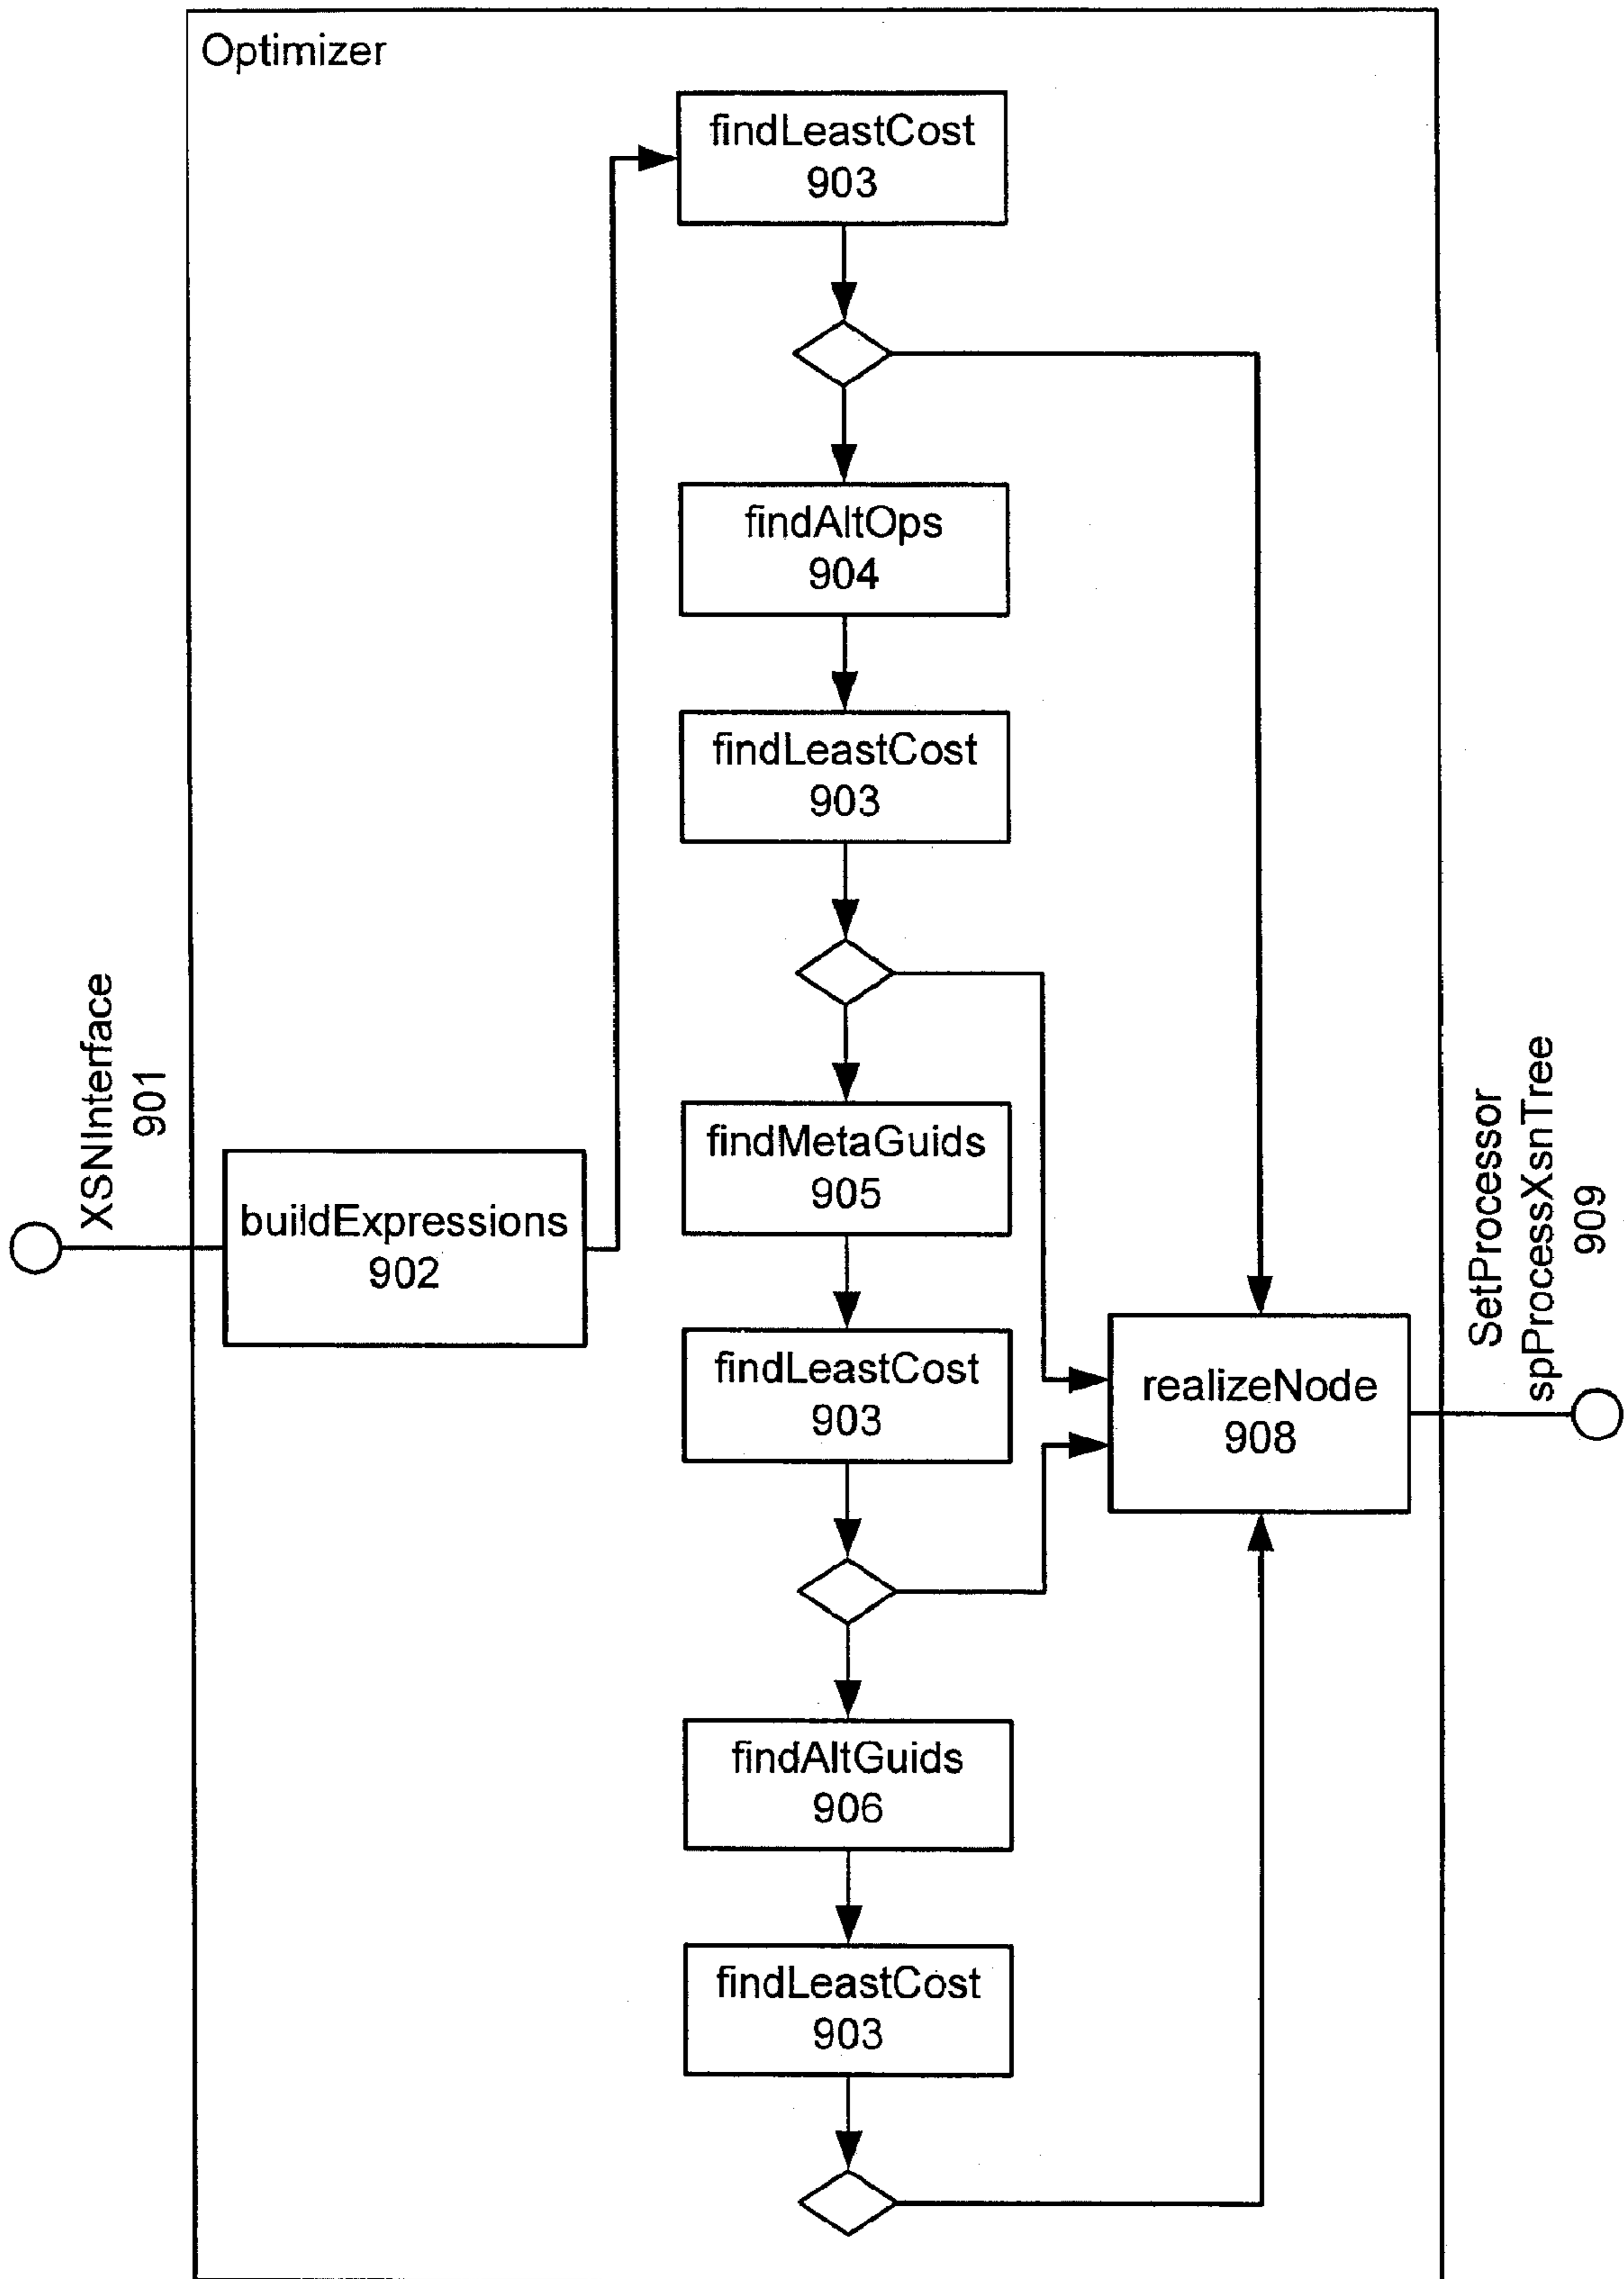 Optimizer
findLeastCost
903
findAltOps
904
findLeastCost
903
XSNInterface
901
buildExpressions
902
findMetaGuids
905
findLeastCost
903
realizeNode
908
SetProcessor
spProcessXsnTree
909
findAltGuids
906
findLeastCost
903